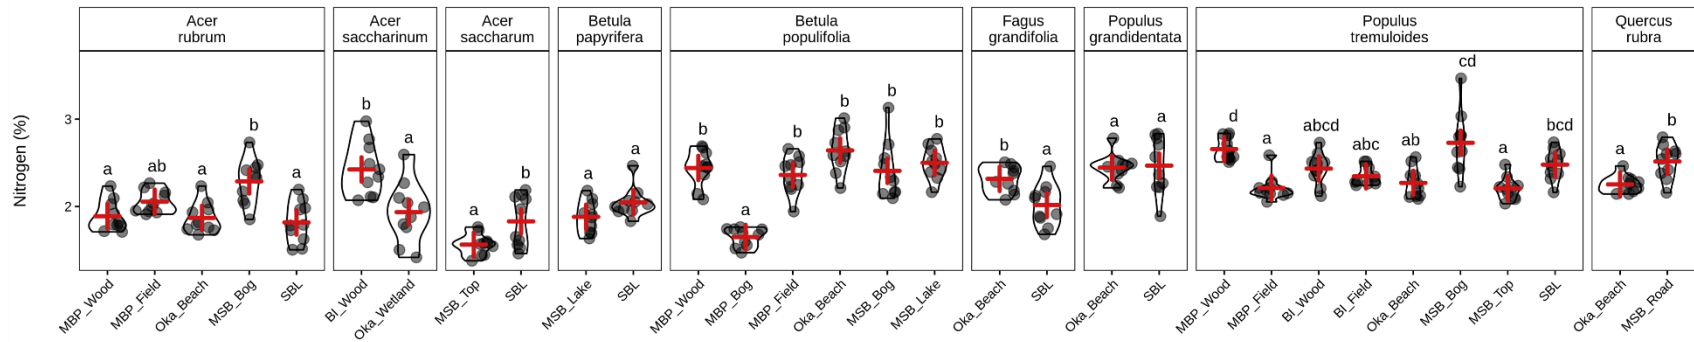 Acer
rubrum
Acer
saccharinum
Acer
saccharum
Betula
papyrifera
Betula
populifolia
Fagus
grandifolia
Populus
grandidentata
Populus
tremuloides
Quercus
rubra
Nitrogen (%)
3
2
a
ab
a
b
a
b
a
a
b
a
a
b
a
b
b
b
b
b
a
a
a
d
a
abcd
abc
ab
cd
a
bcd
a
b
MBP_Wood
MBP_Field
Oka_Beach
MSB_Bog
SBL
BI_Wood
Oka_Wetland
MSB_Top
SBL
MSB_Lake
SBL
MBP_Wood
MBP_Bog
MBP_Field
Oka_Beach
MSB_Bog
MSB_Lake
Oka_Beach
SBL
Oka_Beach
SBL
MBP_Wood
MBP_Field
BI_Wood
BI_Field
Oka_Beach
MSB_Bog
MSB_Top
SBL
Oka_Beach
MSB_Road